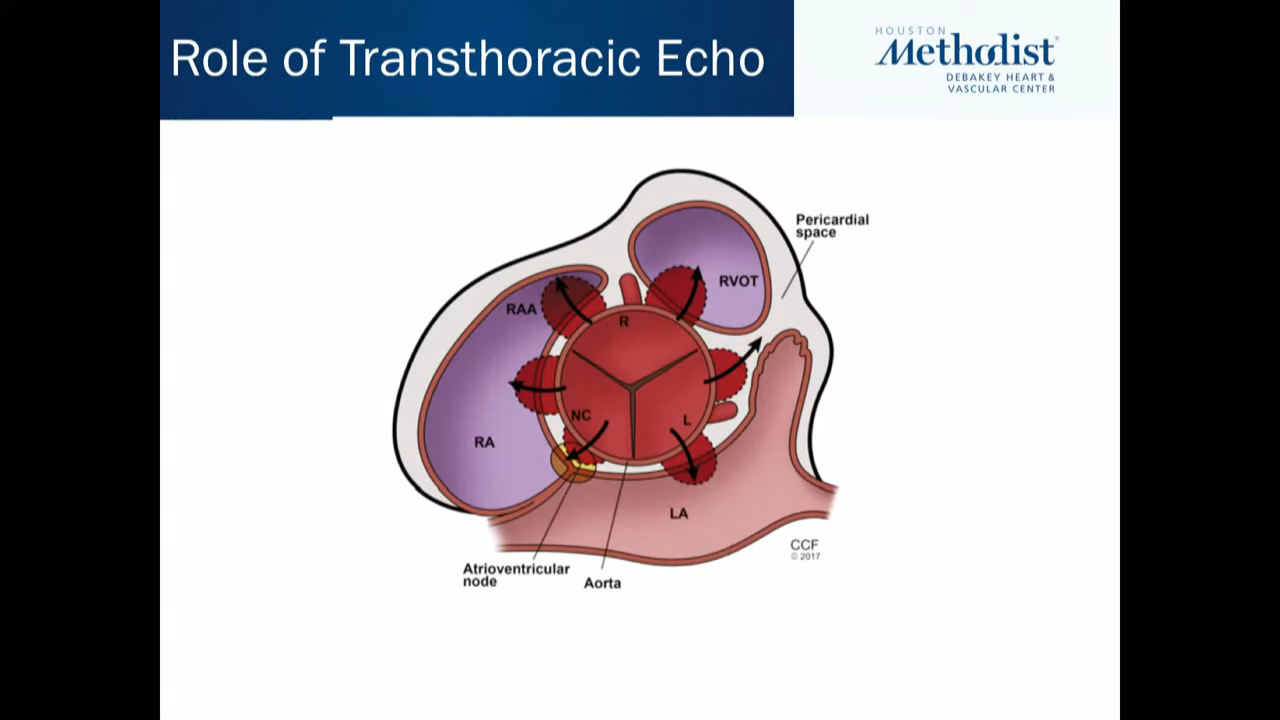 Role of Transthoracic Echo
HOUSTON
Methodist®
DEBAKEY HEART &
VASCULAR CENTER
Pericardial
space
RVOT
RAA
R
NC
L
RA
LA
CCF
© 2017
Atrioventricular
node
Aorta